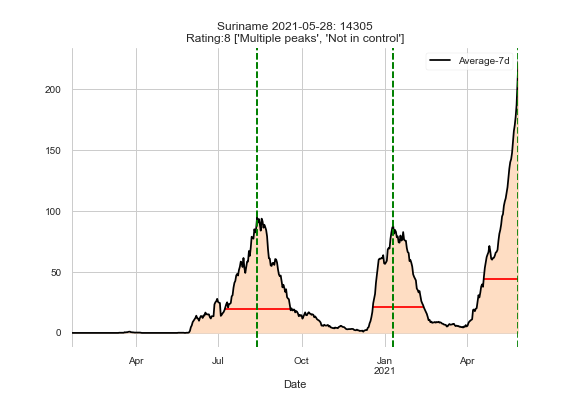 Suriname 2021-05-28: 14305
Rating:8 ['Multiple peaks', 'Not in control']
Average-7d
200
150
100
50
0
Apr
Jul
Oct
Jan
2021
Apr
Date